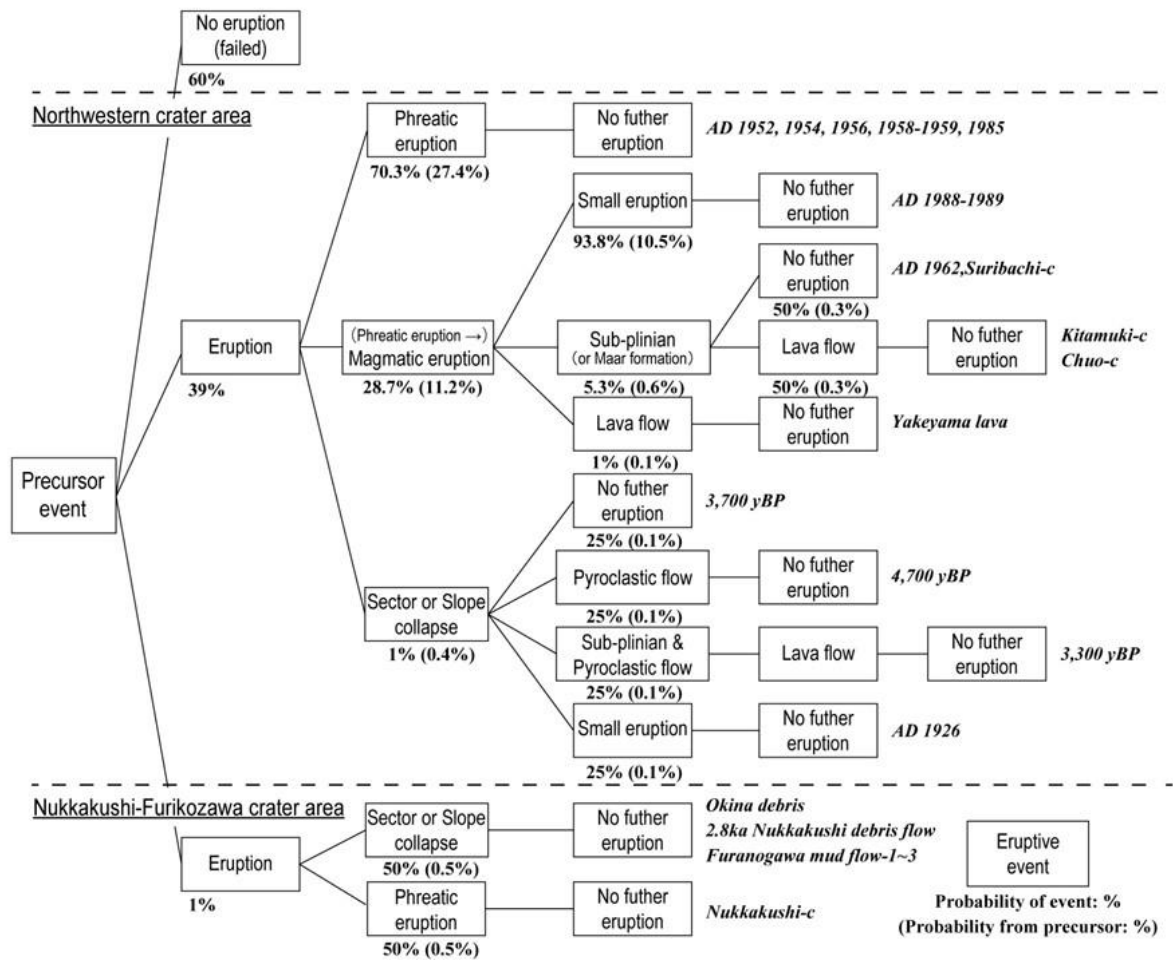 No eruption
(failed)
60%
Northwestern crater area
Phreatic
eruption
70.3% (27.4%)
No futher
eruption
AD 1952, 1954, 1956, 1958-1959, 1985
Small eruption
93.8% (10.5%)
No futher
eruption
AD 1988-1989
No futher
eruption
50% (0.3%)
AD 1962,Suribachi-c
Eruption
39%
(Phreatic eruption →)
Magmatic eruption
28.7% (11.2%)
Sub-plinian
(or Maar formation)
5.3% (0.6%)
Lava flow
50% (0.3%)
No futher
eruption
Kitamuki-c
Chuo-c
Lava flow
1% (0.1%)
No futher
eruption
Yakeyama lava
Precursor
event
No futher
eruption
25% (0.1%)
3,700 yBP
Pyroclastic flow
25% (0.1%)
No futher
eruption
4,700 yBP
Sector or Slope
collapse
1% (0.4%)
Sub-plinian &
Pyroclastic flow
25% (0.1%)
Lava flow
No futher
eruption
3,300 yBP
Small eruption
25% (0.1%)
No futher
eruption
AD 1926
Nukkakushi-Furikozawa crater area
Eruption
1%
Sector or Slope
collapse
50% (0.5%)
No futher
eruption
Okina debris
2.8ka Nukkakushi debris flow
Furanogawa mud flow-1~3
Phreatic
eruption
50% (0.5%)
No futher
eruption
Nukkakushi-c
Eruptive
event
Probability of event: %
(Probability from precursor: %)